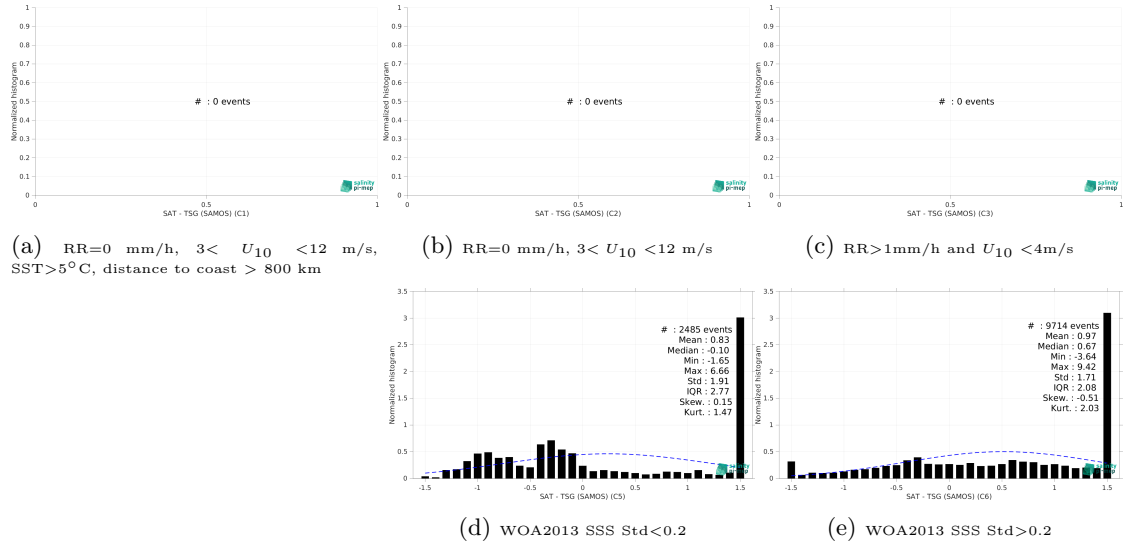 1
0.9
0.8
0.7
0.6
0.5
0.4
0.3
0.2
0.1
0
Normalized histogram
# : 0 events
salinity
pi-mep
0 0.5 1
SAT - TSG (SAMOS) (C1)
1
0.9
0.8
0.7
0.6
0.5
0.4
0.3
0.2
0.1
0
Normalized histogram
# : 0 events
salinity
pi-mep
0 0.5 1
SAT - TSG (SAMOS) (C2)
1
0.9
0.8
0.7
0.6
0.5
0.4
0.3
0.2
0.1
0
Normalized histogram
# : 0 events
salinity
pi-mep
0 0.5 1
SAT - TSG (SAMOS) (C3)
(a) RR=0 mm/h, 3< U10 <12 m/s,
SST>5°C, distance to coast > 800 km
(b) RR=0 mm/h, 3< U10 <12 m/s
(c) RR>1mm/h and U10 <4m/s
3.5
3
2.5
2
1.5
1
0.5
0
Normalized histogram
# : 2485 events
Mean : 0.83
Median : -0.10
Min : -1.65
Max : 6.66
Std : 1.91
IQR : 2.77
Skew. : 0.15
Kurt. : 1.47
-1.5 -1 -0.5 0 0.5 1 1.5
SAT - TSG (SAMOS) (C5)
3.5
3
2.5
2
1.5
1
0.5
0
Normalized histogram
# : 9714 events
Mean : 0.97
Median : 0.67
Min : -3.64
Max : 9.42
Std : 1.71
IQR : 2.08
Skew. : -0.51
Kurt. : 2.03
-1.5 -1 -0.5 0 0.5 1 1.5
SAT - TSG (SAMOS) (C6)
(d) WOA2013 SSS Std<0.2
(e) WOA2013 SSS Std>0.2